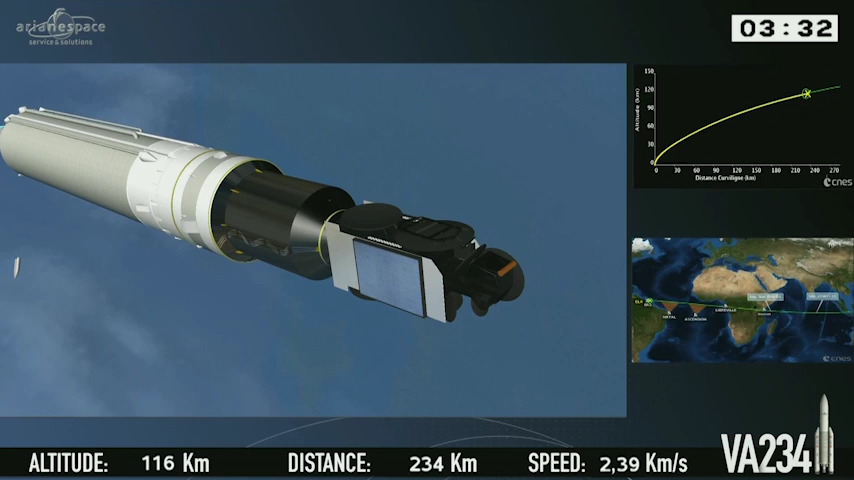 arianespace
service & solutions
03:32
Altitude (km)
150
120
90
60
30
0
0 30 60 90 120 150 180 210 240 270
Distance Curviligne (km)
cnes
NATAL
ASCENSION
LIBREVILLE
cnes
ALTITUDE: 116 Km
DISTANCE: 234 Km
SPEED: 2,39 Km/s
VA234